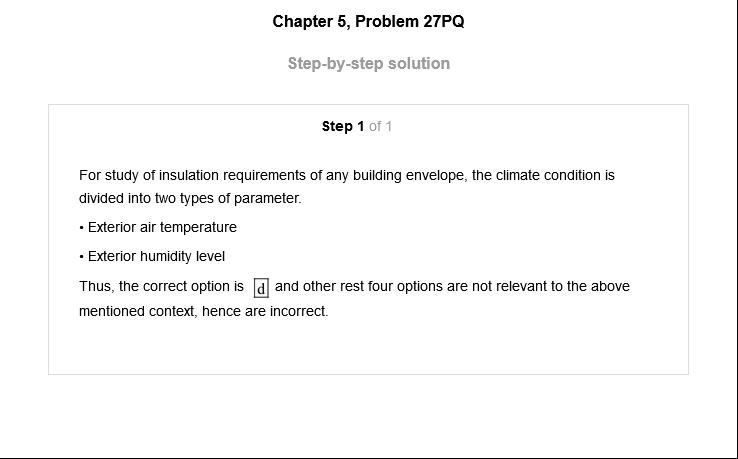 Chapter 5, Problem 27PQ
Step-by-step solution
Step 1 of 1
For study of insulation requirements of any building envelope, the climate condition is
divided into two types of parameter.
• Exterior air temperature
• Exterior humidity level
Thus, the correct option is d and other rest four options are not relevant to the above
mentioned context, hence are incorrect.